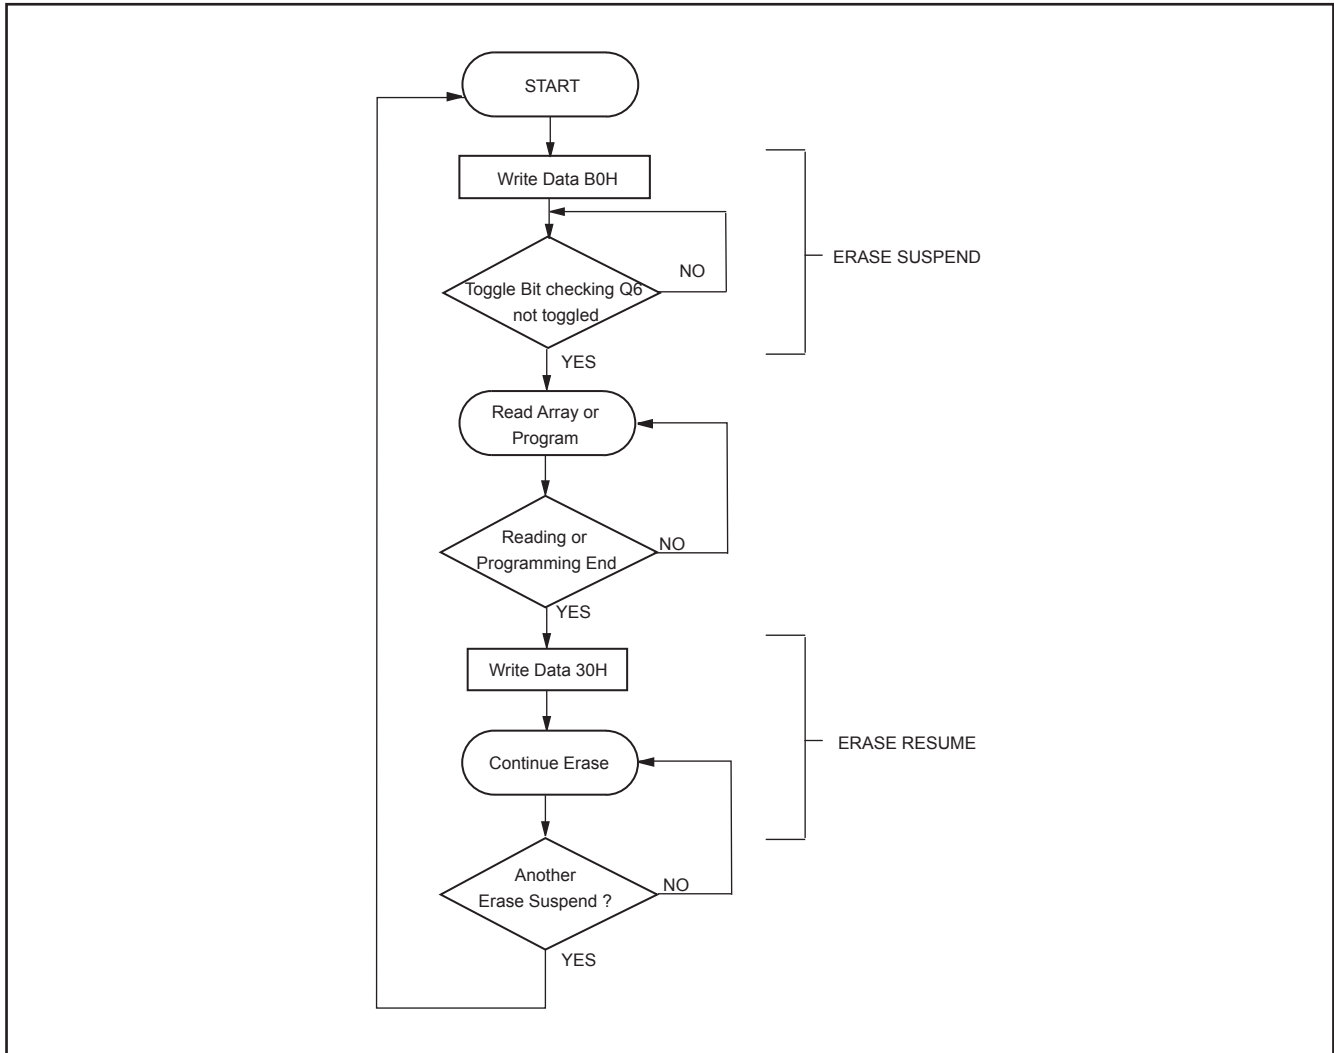 START
Write Data B0H
ERASE SUSPEND
NO
Toggle Bit checking Q6
not toggled
YES
Read Array or
Program
Reading or
Programming End
NO
YES
Write Data 30H
ERASE RESUME
Continue Erase
Another
Erase Suspend ?
NO
YES